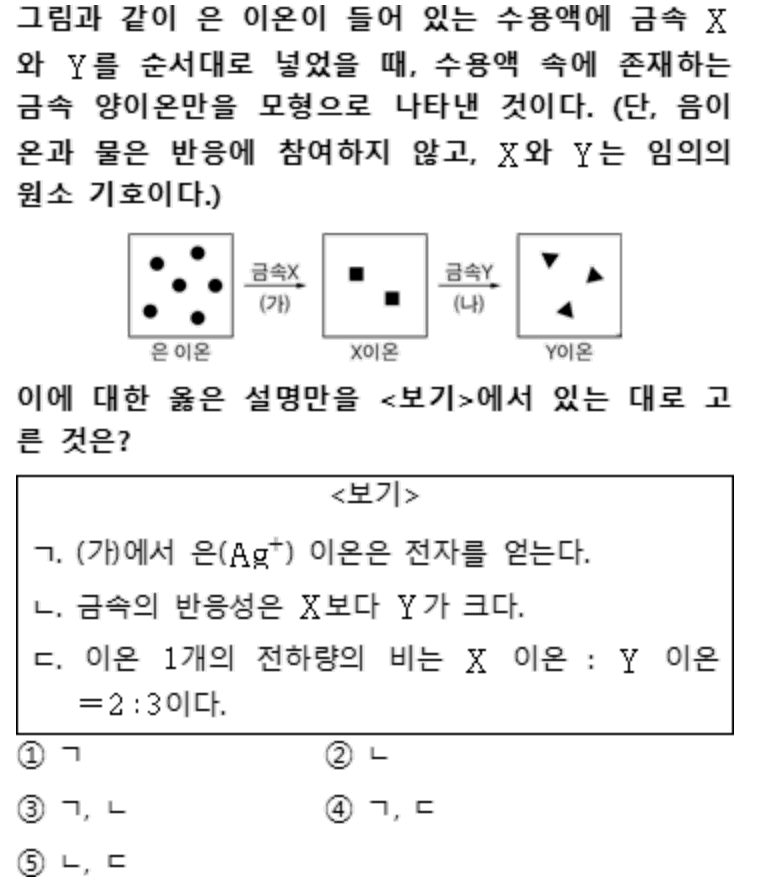 그림과 같이 은 이온이 들어 있는 수용액에 금속 X
와 Y를 순서대로 넣었을 때, 수용액 속에 존재하는
금속 양이온만을 모형으로 나타낸 것이다. (단, 음이
온과 물은 반응에 참여하지 않고, X와 Y는 임의의
원소 기호이다.)
금속X
(가)
금속Y
(나)
은 이온
X이온
Y이온
이에 대한 옳은 설명만을 <보기>에서 있는 대로 고
른 것은?
<보기>
ㄱ. (가)에서 은(Ag⁺) 이온은 전자를 얻는다.
ㄴ. 금속의 반응성은 X보다 Y가 크다.
ㄷ. 이온 1개의 전하량의 비는 X 이온 : Y 이온
=2:3이다.
① ㄱ ② ㄴ
③ ㄱ, ㄴ ④ ㄱ, ㄷ
⑤ ㄴ, ㄷ